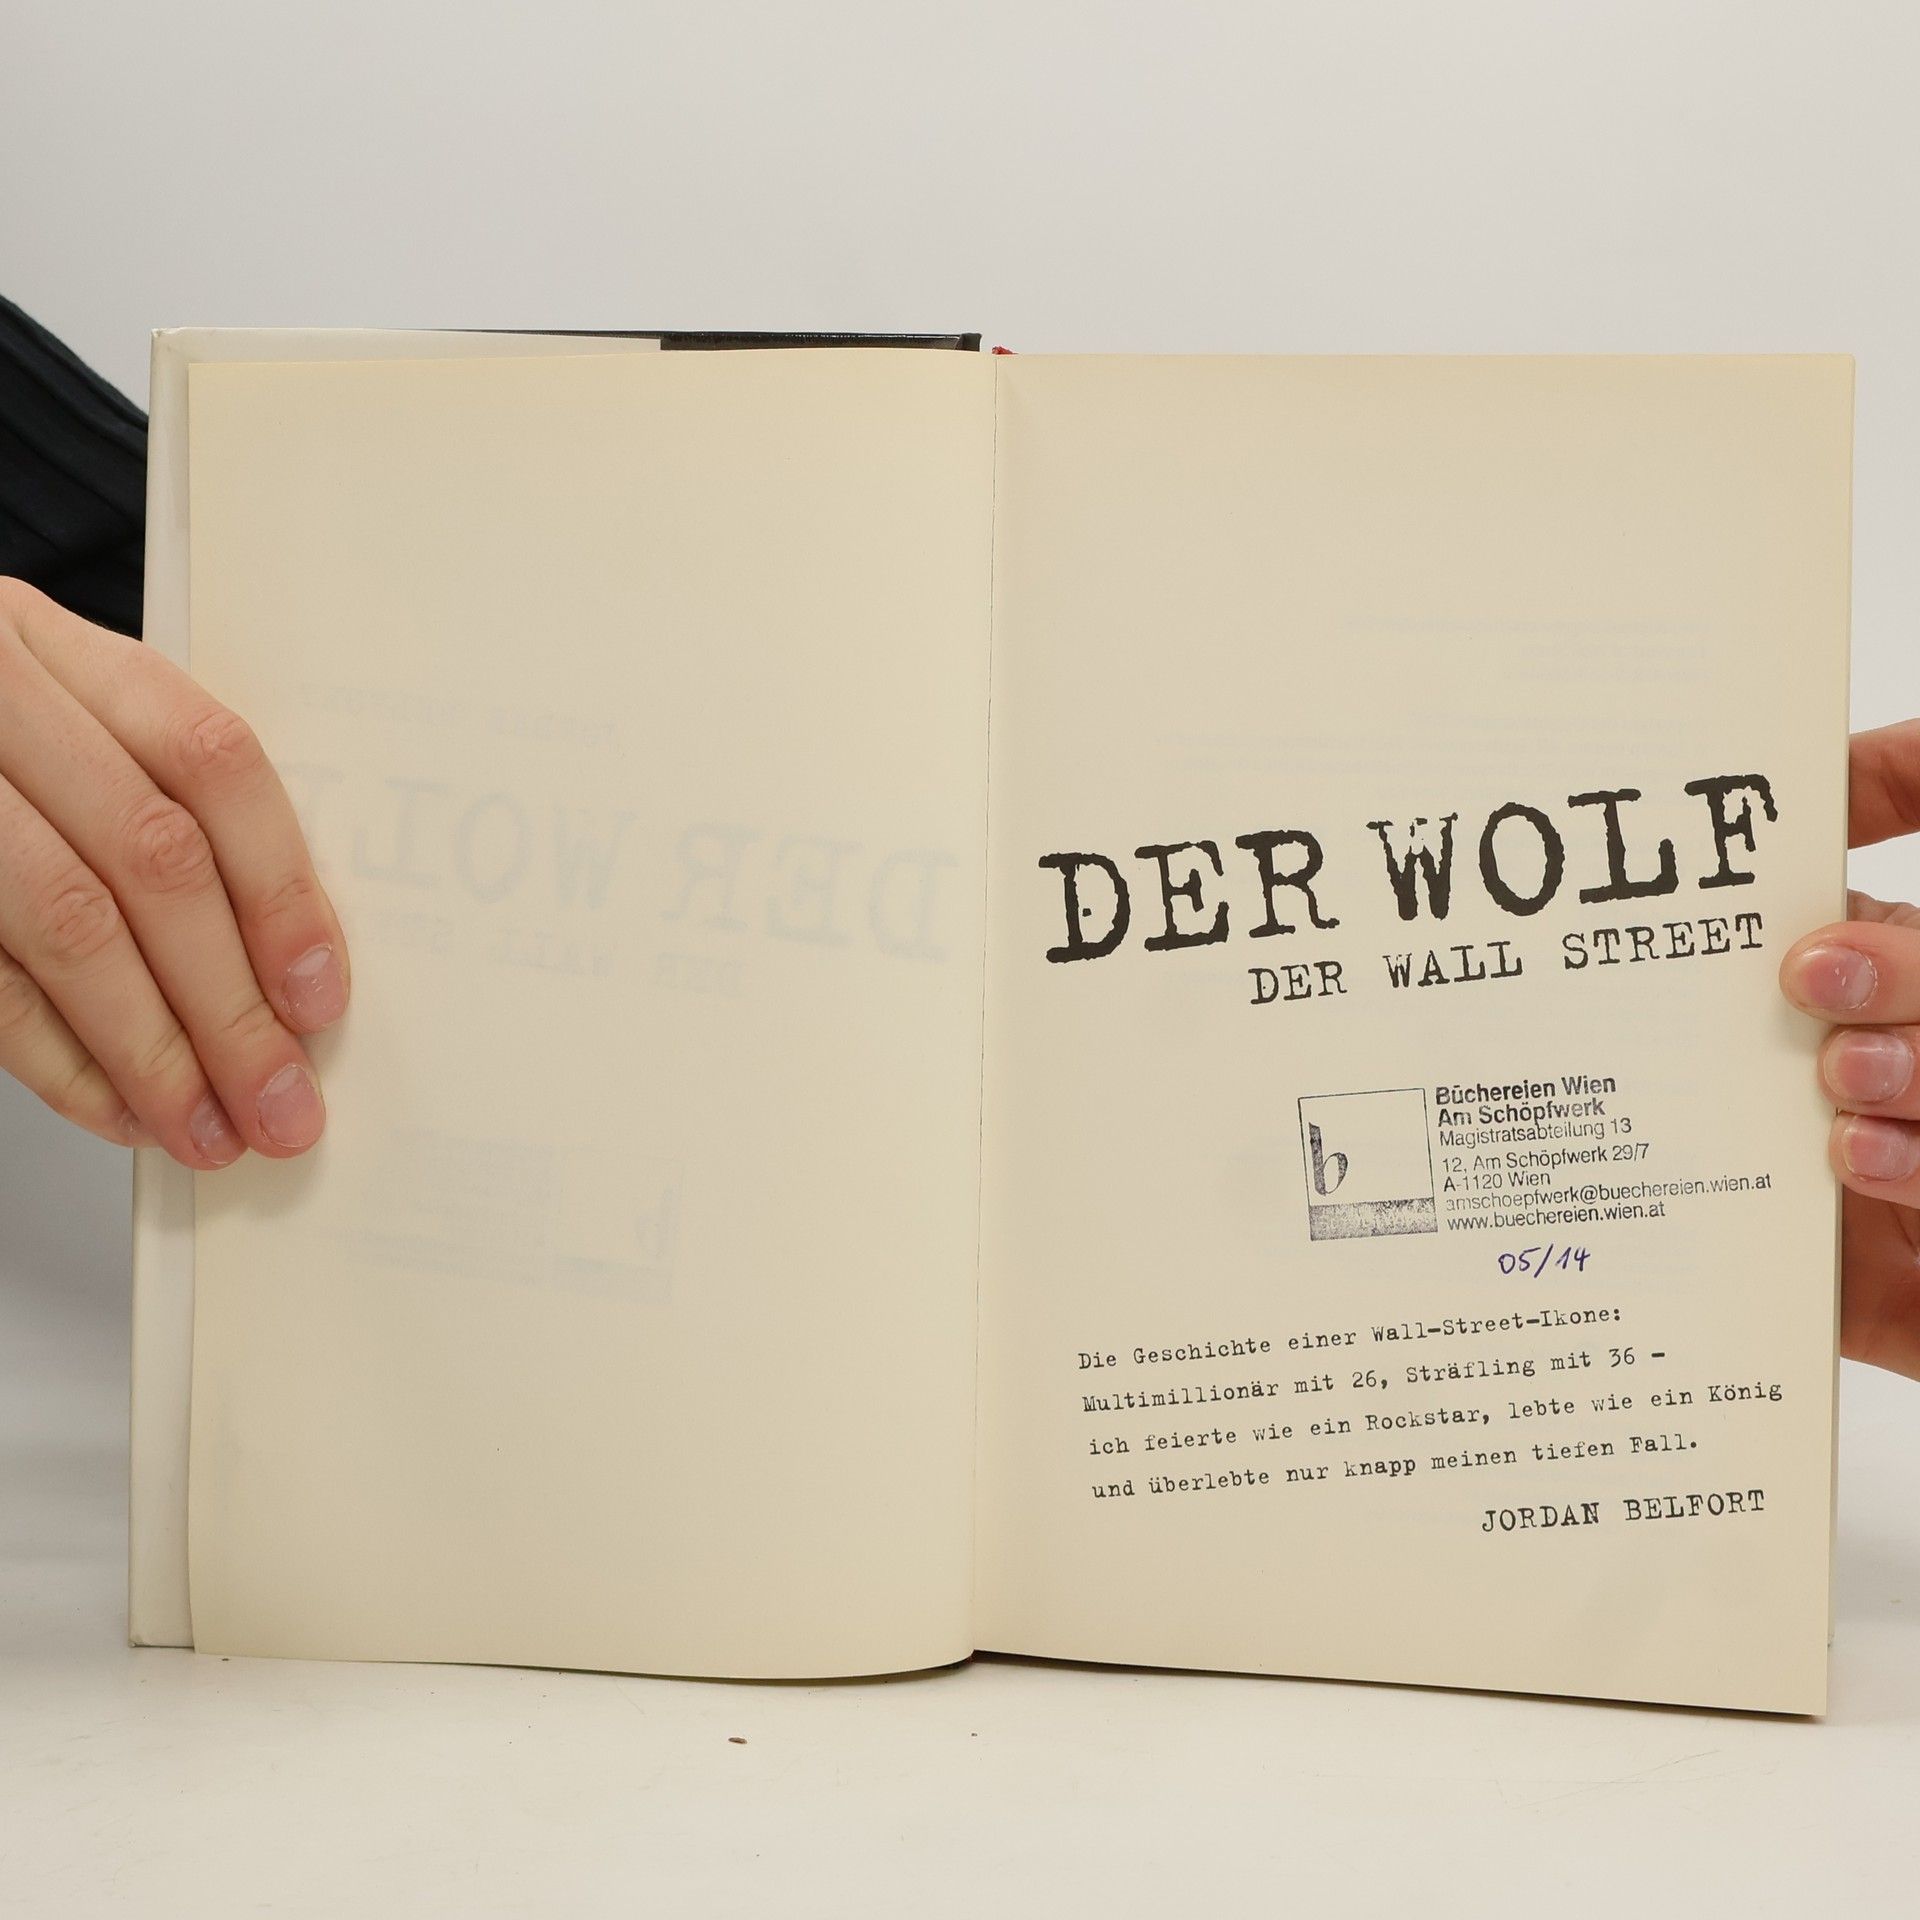 DER WOLF
DER WALL STREET
b
Büchereien Wien
Am Schöpfwerk
Magistratsabteilung 13
12, Am Schöpfwerk 29/7
A-1120 Wien
amschoepfwerk@buechereien.wien.at
www.buechereien.wien.at
05/14
Die Geschichte einer Wall-Street-Ikone:
Multimillionär mit 26, Sträfling mit 36 –
ich feierte wie ein Rockstar, lebte wie ein König
und überlebte nur knapp meinen tiefen Fall.
JORDAN BELFORT